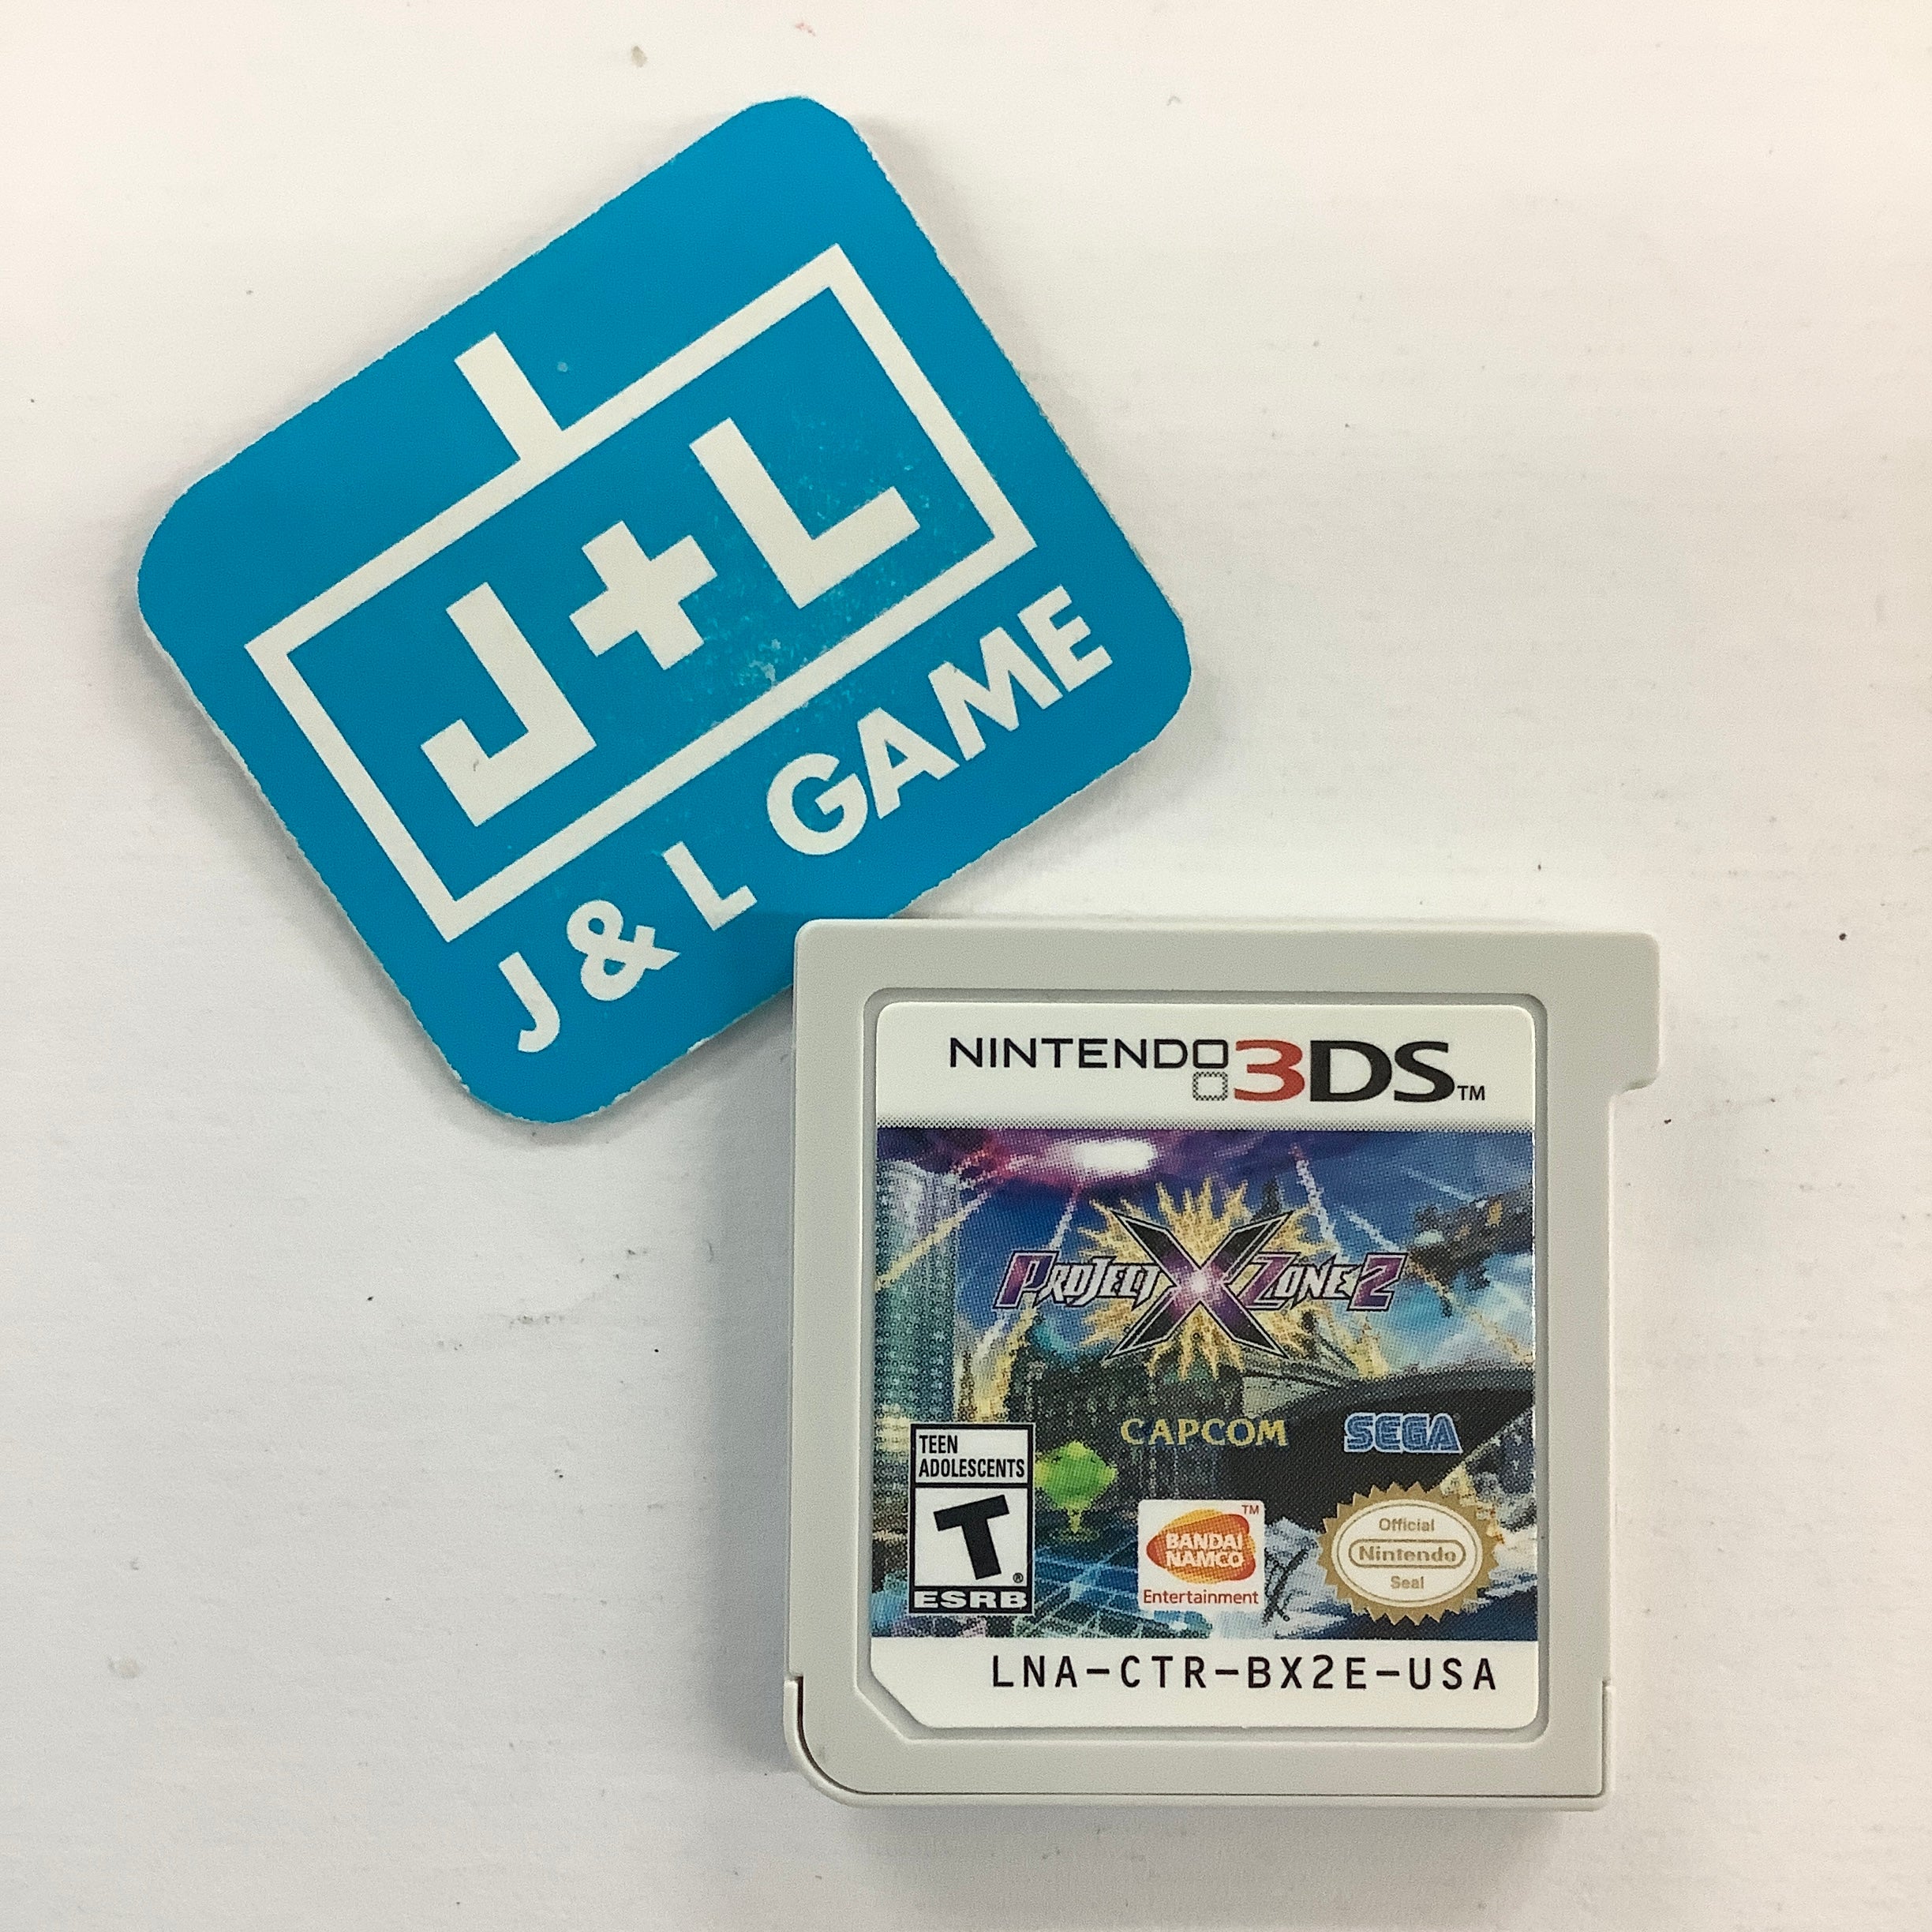 J+L
J & L GAME
NINTENDO 3DS™
PROJECT X ZONE 2
CAPCOM
SEGA
TEEN
ADOLESCENTS
T®
ESRB
BANDAI
NAMCO
™
Entertainment
Official
Nintendo
Seal
LNA-CTR-BX2E-USA